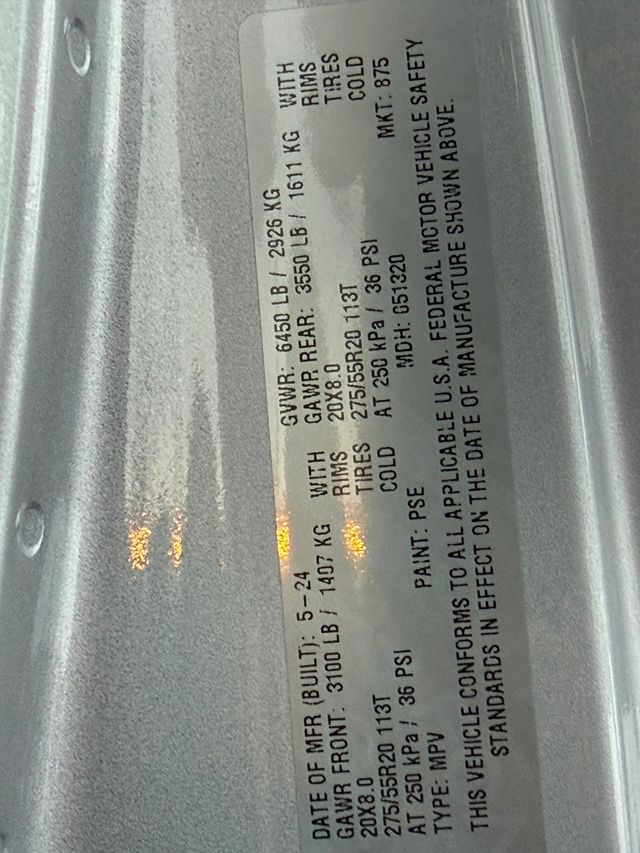 DATE OF MFR (BUILT): 5-24 GVWR: 6450 LB / 2926 KG
GAWR FRONT: 3100 LB / 1407 KG WITH GAWR REAR: 3550 LB / 1611 KG WITH
20X8.0 RIMS 20X8.0 RIMS
275/55R20 113T TIRES 275/55R20 113T TIRES
AT 250 kPa / 36 PSI COLD AT 250 kPa / 36 PSI COLD
TYPE: MPV PAINT: PSE MDH: 051320 MKT: 875
THIS VEHICLE CONFORMS TO ALL APPLICABLE U.S.A. FEDERAL MOTOR VEHICLE SAFETY
STANDARDS IN EFFECT ON THE DATE OF MANUFACTURE SHOWN ABOVE.